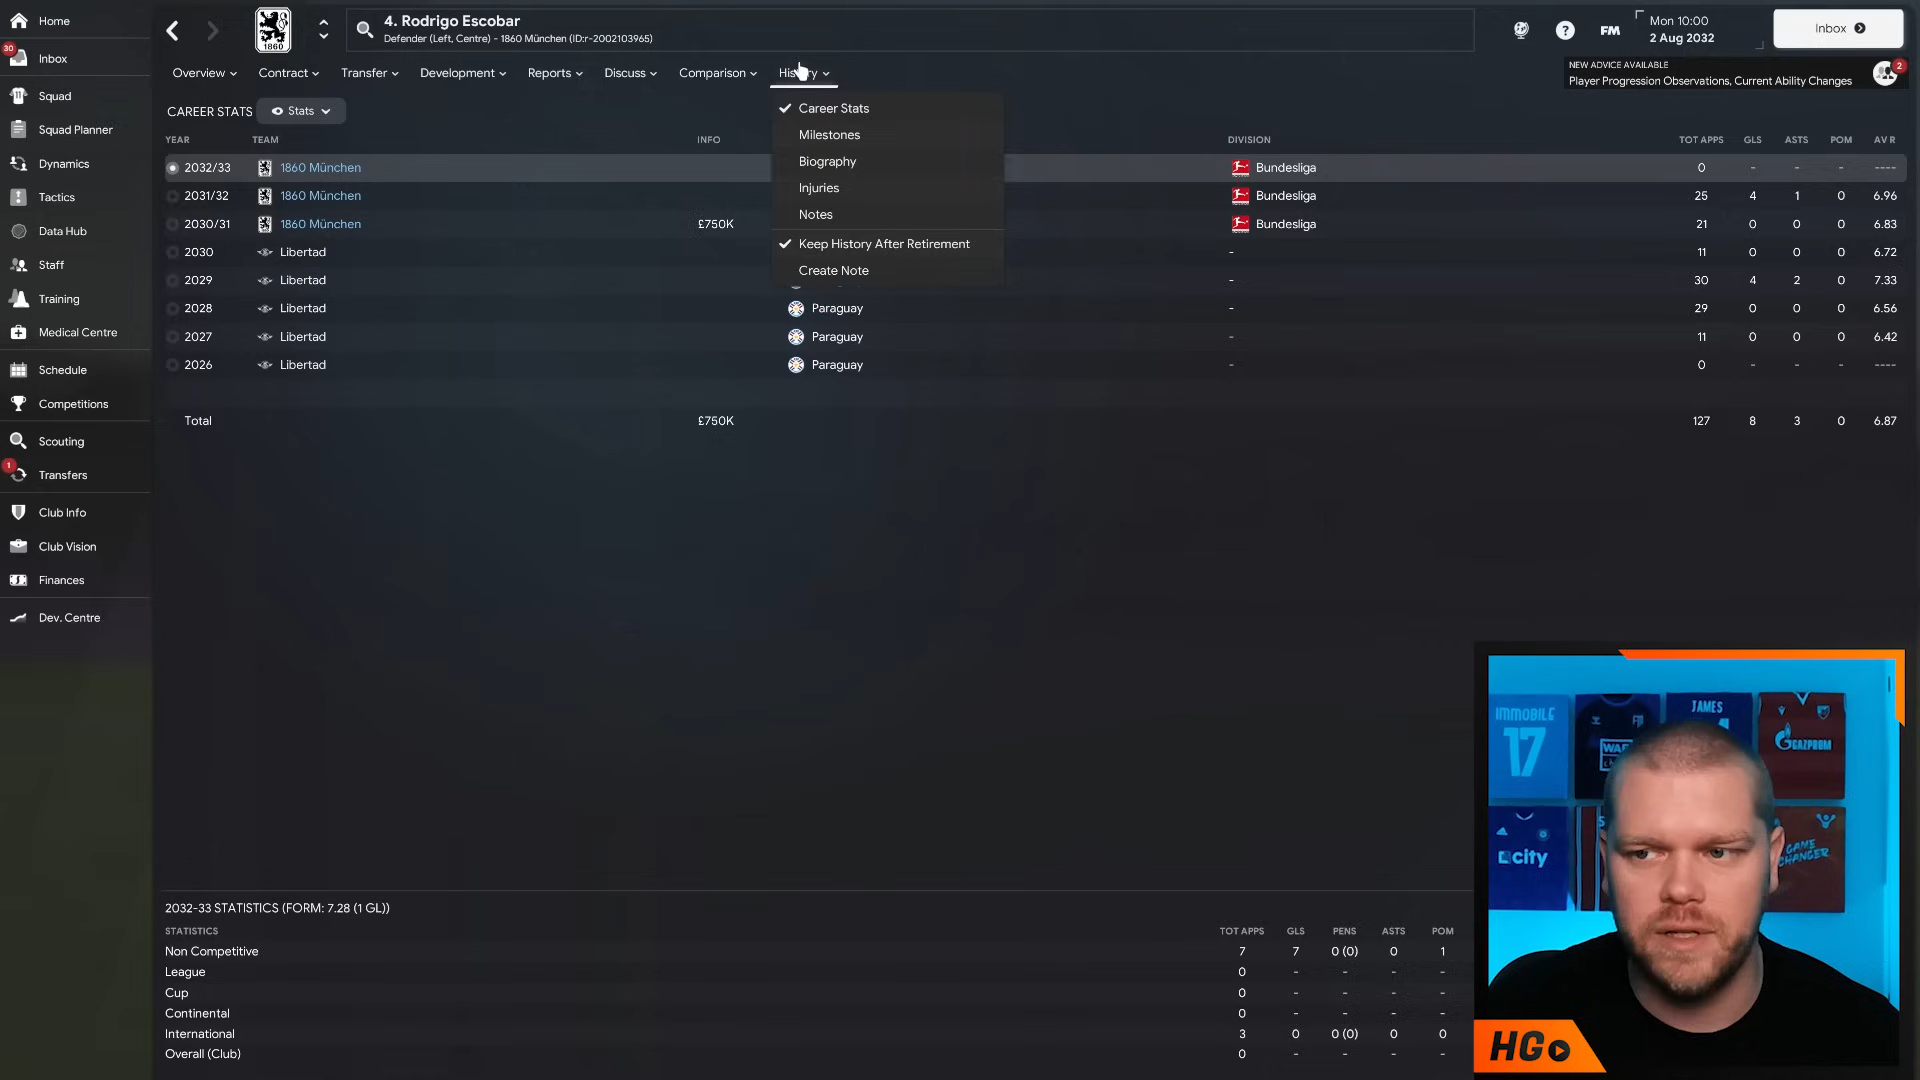 Home
30
Inbox
Squad
Squad Planner
Dynamics
Tactics
Data Hub
Staff
Training
Medical Centre
Schedule
Competitions
Scouting
1
Transfers
Club Info
Club Vision
Finances
Dev. Centre
1860
4. Rodrigo Escobar
Defender (Left, Centre) - 1860 München (ID:r-2002103965)
?
FM
Mon 10:00
2 Aug 2032
Inbox
NEW ADVICE AVAILABLE
Player Progression Observations, Current Ability Changes
2
Overview Contract Transfer Development Reports Discuss Comparison History
CAREER STATS Stats
Career Stats
Milestones
Biography
Injuries
Notes
Keep History After Retirement
Create Note
YEAR TEAM INFO DIVISION TOT APPS GLS ASTS POM AV R
2032/33 1860 München Bundesliga 0 - - - ----
2031/32 1860 München Bundesliga 25 4 1 0 6.96
2030/31 1860 München £750K Bundesliga 21 0 0 0 6.83
2030 Libertad - 11 0 0 0 6.72
2029 Libertad - 30 4 2 0 7.33
2028 Libertad Paraguay - 29 0 0 0 6.56
2027 Libertad Paraguay - 11 0 0 0 6.42
2026 Libertad Paraguay - 0 - - - ----
Total £750K 127 8 3 0 6.87
2032-33 STATISTICS (FORM: 7.28 (1 GL))
STATISTICS TOT APPS GLS PENS ASTS POM
Non Competitive 7 7 0 (0) 0 1
League 0 - - - -
Cup 0 - - - -
Continental 0 - - - -
International 3 0 0 (0) 0 0
Overall (Club) 0 - - - -
IMMOBILE
17
JAMES
GAZPROM
city
GAME
CHANGER
HG